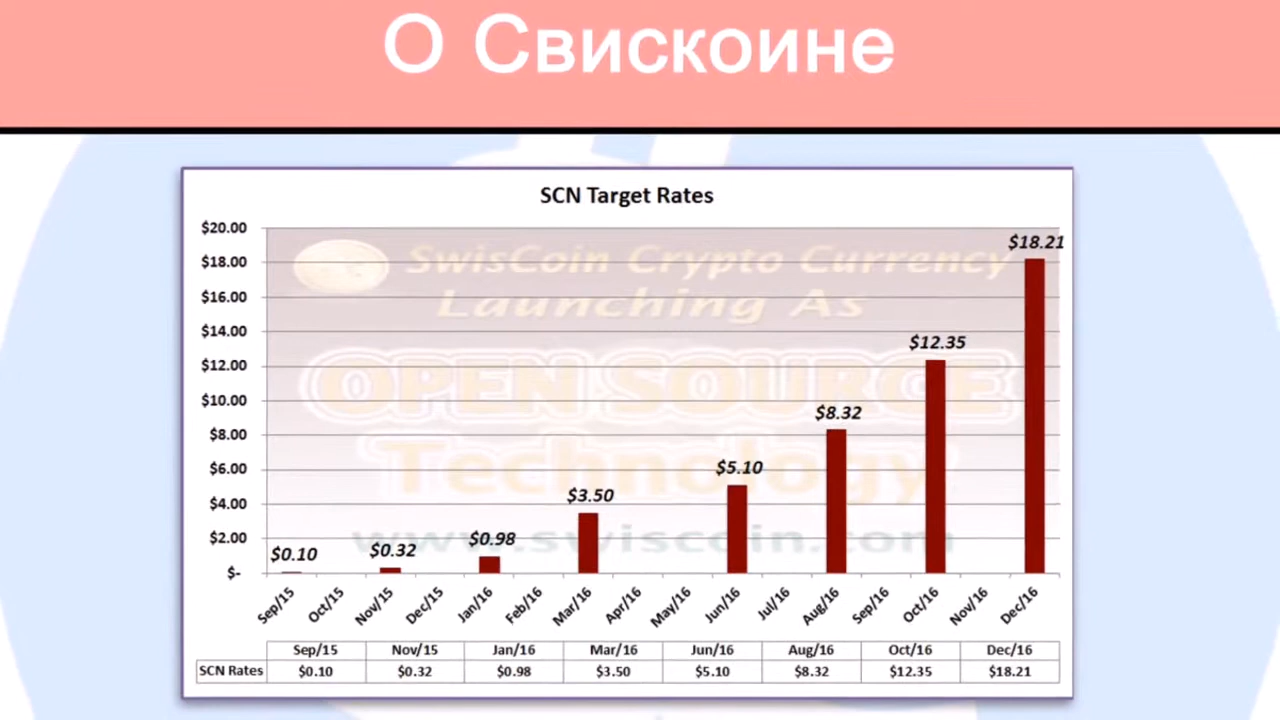 О Свискоине
SCN Target Rates
SwisCoin Crypto Currency
Launching As
OPEN SOURCE
Technology
www.swiscoin.com
$20.00
$18.00
$16.00
$14.00
$12.00
$10.00
$8.00
$6.00
$4.00
$2.00
$-
$0.10
$0.32
$0.98
$3.50
$5.10
$8.32
$12.35
$18.21
Sep/15 Oct/15 Nov/15 Dec/15 Jan/16 Feb/16 Mar/16 Apr/16 May/16 Jun/16 Jul/16 Aug/16 Sep/16 Oct/16 Nov/16 Dec/16
Sep/15 Nov/15 Jan/16 Mar/16 Jun/16 Aug/16 Oct/16 Dec/16
SCN Rates $0.10 $0.32 $0.98 $3.50 $5.10 $8.32 $12.35 $18.21